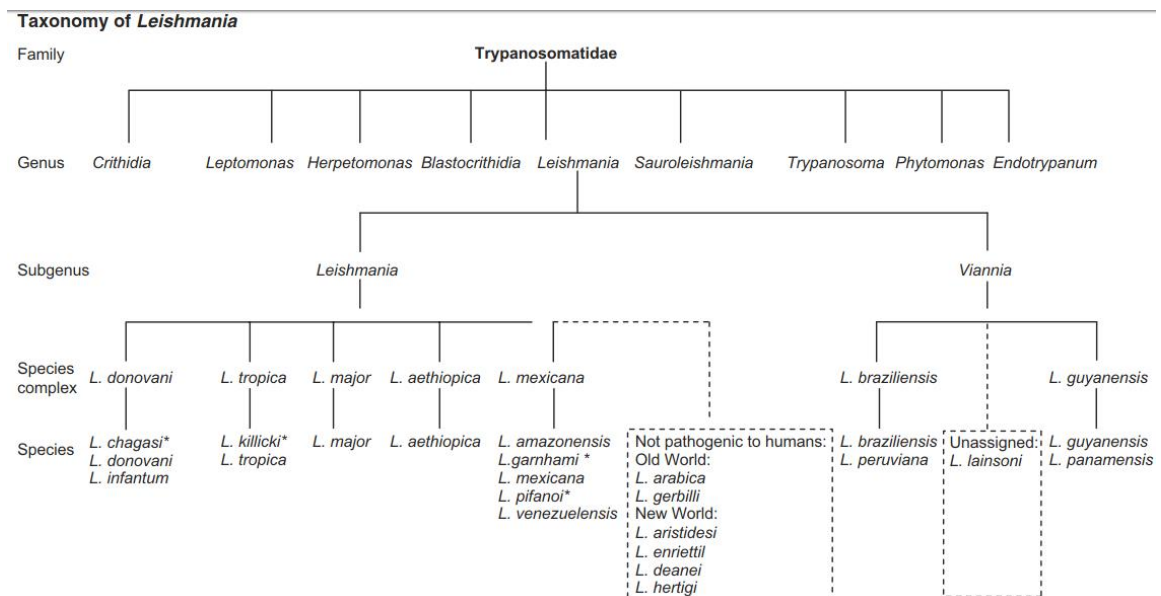 Taxonomy of Leishmania
Family
Trypanosomatidae
Genus
Crithidia
Leptomonas
Herpetomonas
Blastocrithidia
Leishmania
Sauroleishmania
Trypanosoma
Phytomonas
Endotrypanum
Subgenus
Leishmania
Viannia
Species
complex
L. donovani
L. tropica
L. major
L. aethiopica
L. mexicana
L. braziliensis
L. guyanensis
Species
L. chagasi*
L. donovani
L. infantum
L. killicki*
L. tropica
L. major
L. aethiopica
L. amazonensis
L.garnhami *
L. mexicana
L. pifanoi*
L. venezuelensis
Not pathogenic to humans:
Old World:
L. arabica
L. gerbilli
New World:
L. aristidesi
L. enriettil
L. deanei
L. hertigi
L. braziliensis
L. peruviana
Unassigned:
L. lainsoni
L. guyanensis
L. panamensis